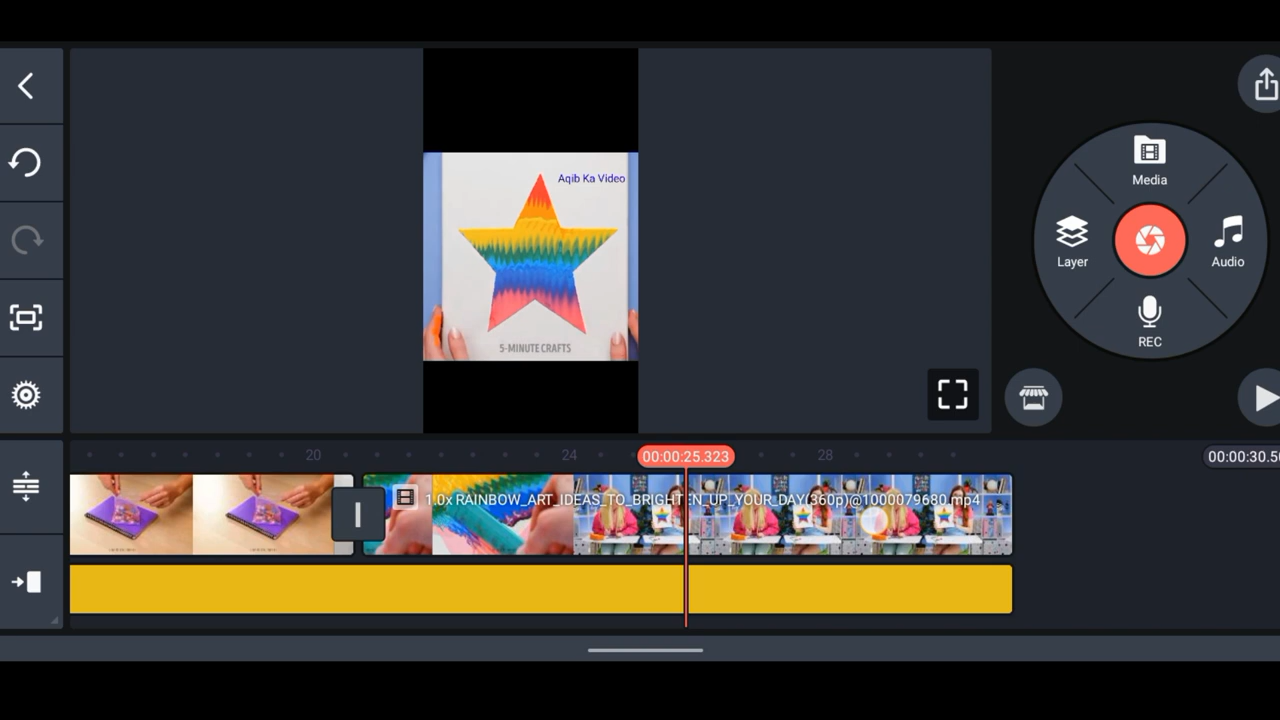 Media
Layer
Audio
REC
Aqib Ka Video
5-MINUTE CRAFTS
20
24
00:00:25.323
28
00:00:30.50
1.0x RAINBOW_ART_IDEAS_TO_BRIGHTEN_UP_YOUR_DAY(360p)@1000079680.mp4